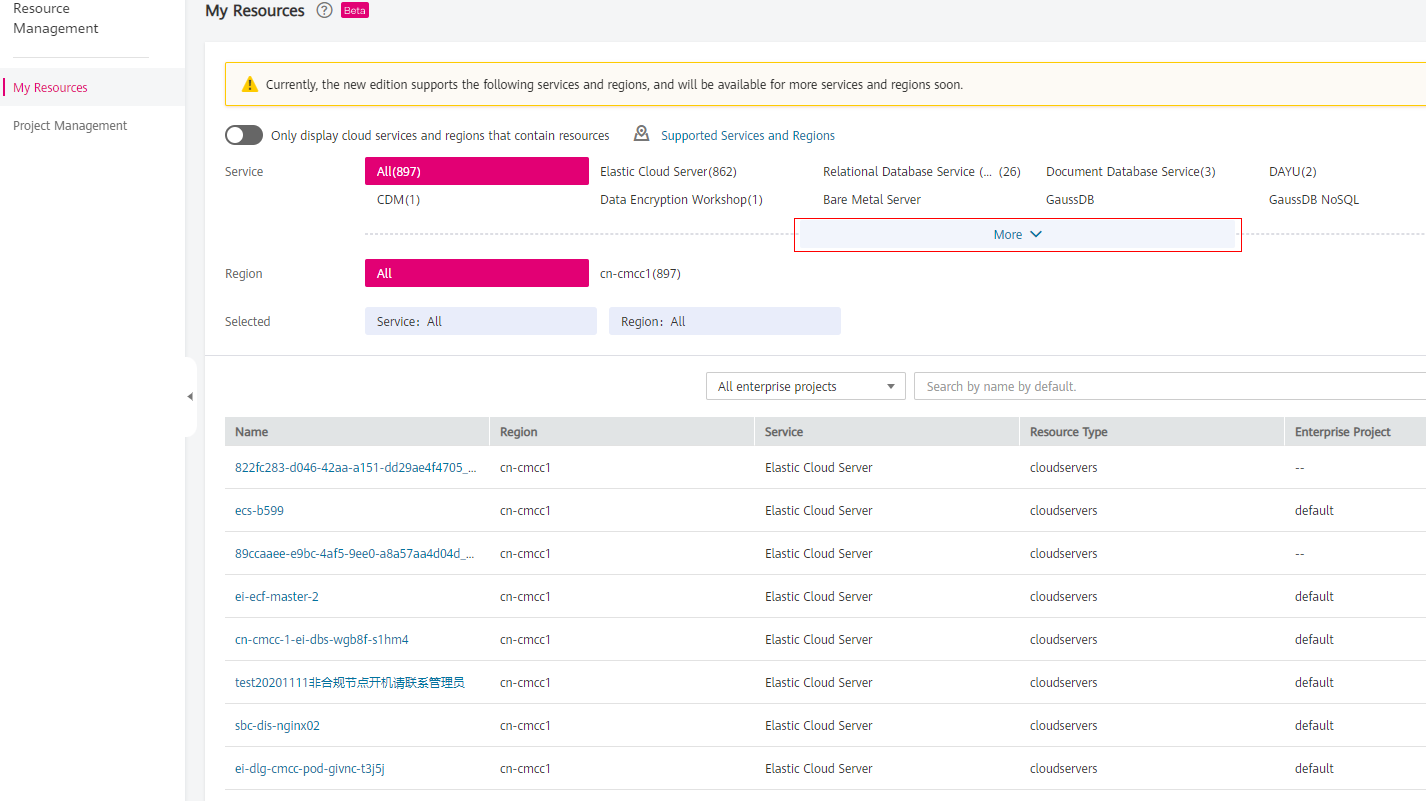 Resource
Management
My Resources
Project Management
My Resources ? Beta
Currently, the new edition supports the following services and regions, and will be available for more services and regions soon.
Only display cloud services and regions that contain resources Supported Services and Regions
Service All(897) Elastic Cloud Server(862) Relational Database Service (... (26) Document Database Service(3) DAYU(2)
CDM(1) Data Encryption Workshop(1) Bare Metal Server GaussDB GaussDB NoSQL
More
Region All cn-cmcc1(897)
Selected Service: All Region: All
All enterprise projects Search by name by default.
Name Region Service Resource Type Enterprise Project
822fc283-d046-42aa-a151-dd29ae4f4705_... cn-cmcc1 Elastic Cloud Server cloudservers --
ecs-b599 cn-cmcc1 Elastic Cloud Server cloudservers default
89ccaaee-e9bc-4af5-9ee0-a8a57aa4d04d_... cn-cmcc1 Elastic Cloud Server cloudservers --
ei-ecf-master-2 cn-cmcc1 Elastic Cloud Server cloudservers default
cn-cmcc-1-ei-dbs-wgb8f-s1hm4 cn-cmcc1 Elastic Cloud Server cloudservers default
test20201111非合规节点开机请联系管理员 cn-cmcc1 Elastic Cloud Server cloudservers default
sbc-dis-nginx02 cn-cmcc1 Elastic Cloud Server cloudservers default
ei-dlg-cmcc-pod-givnc-t3j5j cn-cmcc1 Elastic Cloud Server cloudservers default